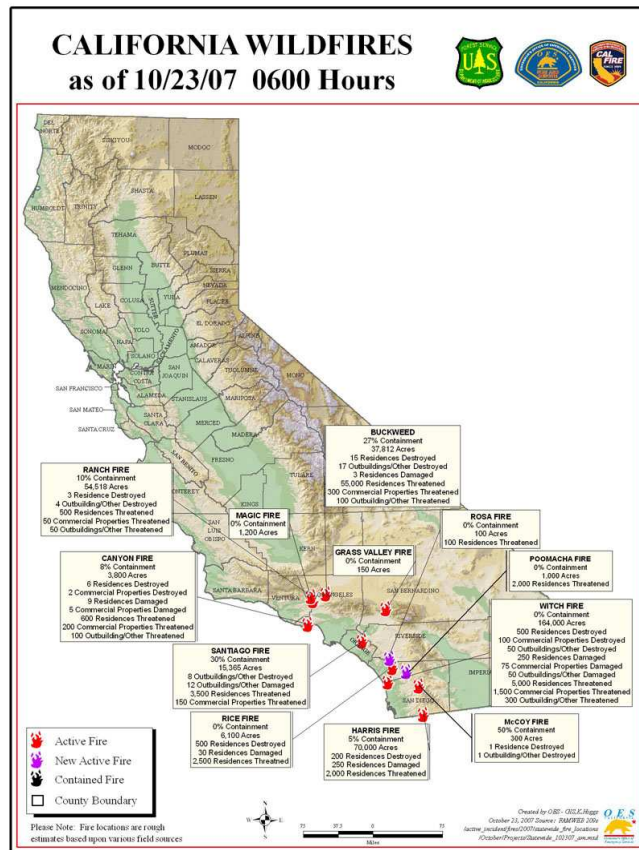 CALIFORNIA WILDFIRES
as of 10/23/07 0600 Hours
FOREST SERVICE
U S
CAL
FIRE
DEL
NORTE
SISKIYOU
MODOC
HUMBOLDT
TRINITY
SHASTA
LASSEN
TEHAMA
PLUMAS
GLENN
BUTTE
SIERRA
MENDOCINO
NEVADA
COLUSA
SUTTER
YUBA
PLACER
LAKE
EL DORADO
SONOMA
NAPA
YOLO
SACRAMENTO
ALPINE
AMADOR
SOLANO
CALAVERAS
MARIN
CONTRA
COSTA
SAN
JOAQUIN
TUOLUMNE
MONO
SAN FRANCISCO
ALAMEDA
STANISLAUS
MARIPOSA
SAN MATEO
SANTA
CLARA
MERCED
SANTA CRUZ
MADERA
SAN BENITO
FRESNO
MONTEREY
TULARE
KINGS
SAN
LUIS
OBISPO
KERN
SANTA BARBARA
VENTURA
LOS ANGELES
SAN BERNARDINO
ORANGE
RIVERSIDE
SAN DIEGO
IMPERIAL
BUCKWEED
27% Containment
37,812 Acres
15 Residences Destroyed
17 Outbuildings/Other Destroyed
3 Residences Damaged
55,000 Residences Threatened
300 Commercial Properties Threatened
100 Outbuilding/Other Threatened
RANCH FIRE
10% Containment
54,518 Acres
3 Residence Destroyed
4 Outbuilding/Other Destroyed
500 Residences Threatened
50 Commercial Properties Threatened
50 Outbuildings/Other Threatened
MAGIC FIRE
0% Containment
1,200 Acres
ROSA FIRE
0% Containment
100 Acres
100 Residences Threatened
GRASS VALLEY FIRE
0% Containment
150 Acres
POOMACHA FIRE
0% Containment
1,000 Acres
2,000 Residences Threatened
CANYON FIRE
8% Containment
3,800 Acres
6 Residences Destroyed
2 Commercial Properties Destroyed
9 Residences Damaged
5 Commercial Properties Damaged
600 Residences Threatened
200 Commercial Properties Threatened
100 Outbuilding/Other Threatened
WITCH FIRE
0% Containment
164,000 Acres
500 Residences Destroyed
100 Commercial Properties Destroyed
50 Outbuildings/Other Destroyed
250 Residences Damaged
75 Commercial Properties Damaged
50 Outbuildings/Other Damaged
5,000 Residences Threatened
1,500 Commercial Properties Threatened
300 Outbuildings/Other Threatened
SANTIAGO FIRE
30% Containment
15,365 Acres
8 Outbuildings/Other Destroyed
12 Outbuildings/Other Damaged
3,500 Residences Threatened
150 Commercial Properties Threatened
RICE FIRE
0% Containment
6,100 Acres
500 Residences Destroyed
30 Residences Damaged
2,500 Residences Threatned
HARRIS FIRE
5% Containment
70,000 Acres
200 Residences Destroyed
250 Residences Damaged
2,000 Residences Threatened
McCOY FIRE
50% Containment
300 Acres
1 Residence Destroyed
1 Outbuilding/Other Destroyed
Active Fire
New Active Fire
Contained Fire
County Boundary
Please Note: Fire locations are rough
estimates based upon various field sources
N
Miles
Created by OES - GIS,
October 23, 2007 Source:
O E S